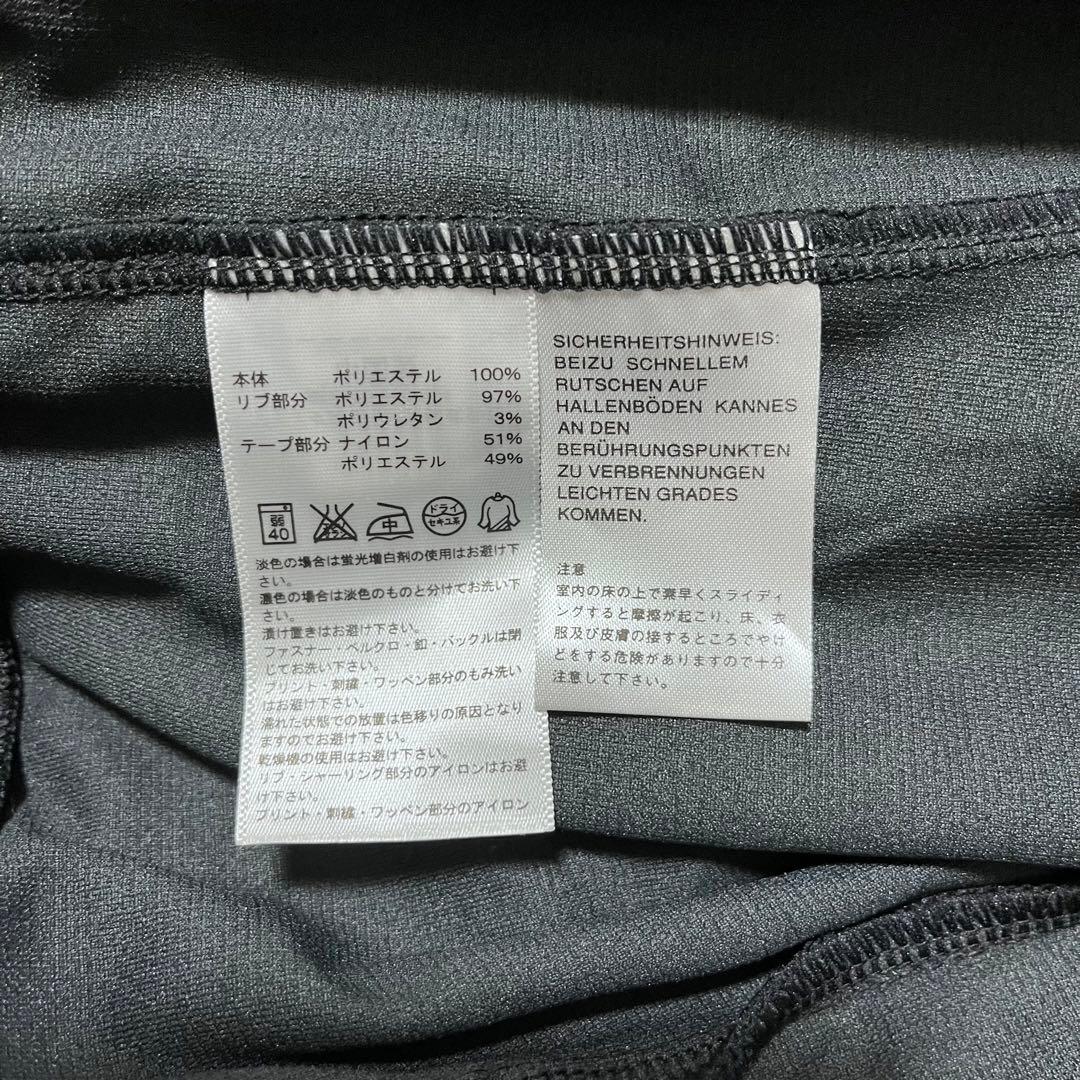 本体 ポリエステル 100%
リブ部分 ポリエステル 97%
ポリウレタン 3%
テープ部分 ナイロン 51%
ポリエステル 49%
弱
40
エンソ
サラシ
中
ドライ
セキユ系
淡色の場合は蛍光増白剤の使用はお避け下
さい。
濃色の場合は淡色のものと分けてお洗い下
さい。
漬け置きはお避け下さい。
ファスナー・ベルクロ・釦・バックルは閉
じてお洗い下さい。
プリント・刺繍・ワッペン部分のもみ洗い
はお避け下さい。
濡れた状態での放置は色移りの原因となり
ますのでお避け下さい。
乾燥機の使用はお避け下さい。
リブ・シャーリング部分のアイロンはお避
け下さい。
プリント・刺繍・ワッペン部分のアイロン
SICHERHEITSHINWEIS:
BEIZU SCHNELLEM
RUTSCHEN AUF
HALLENBÖDEN KANNES
AN DEN
BERÜHRUNGSPUNKTEN
ZU VERBRENNUNGEN
LEICHTEN GRADES
KOMMEN.
注意
室内の床の上で素早くスライディ
ングすると摩擦が起こり、床、衣
服及び皮膚の接するところでやけ
どをする危険がありますので十分
注意して下さい。